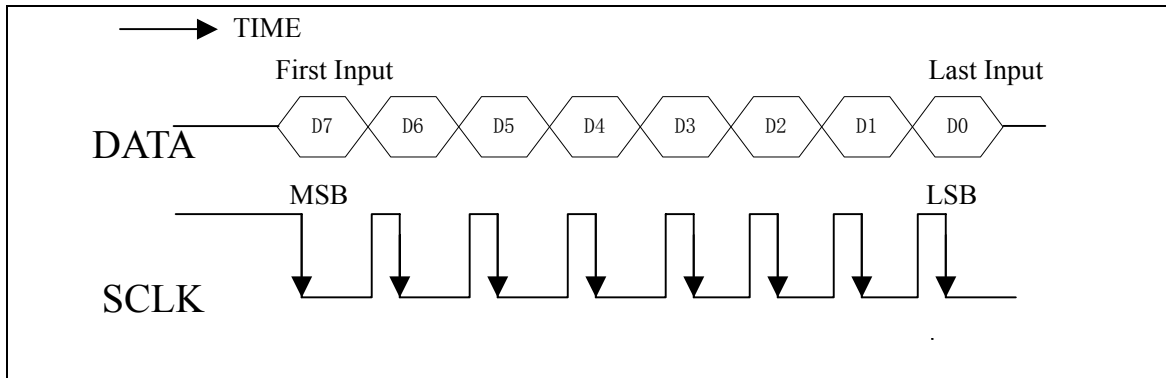 TIME
First Input Last Input
DATA D7 D6 D5 D4 D3 D2 D1 D0
MSB LSB
SCLK